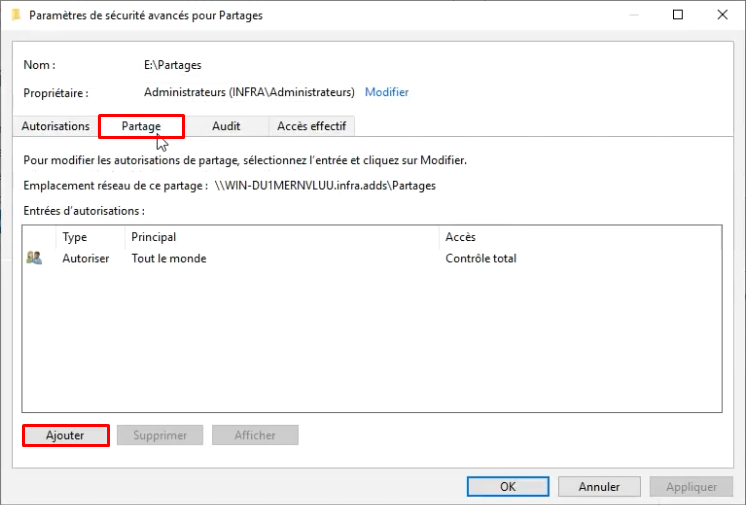 Paramètres de sécurité avancés pour Partages
Nom : E:\Partages
Propriétaire : Administrateurs (INFRA\Administrateurs) Modifier
Autorisations Partage Audit Accès effectif
Pour modifier les autorisations de partage, sélectionnez l'entrée et cliquez sur Modifier.
Emplacement réseau de ce partage : \\WIN-DU1MERNVLUU.infra.adds\Partages
Entrées d'autorisations :
Type Principal Accès
Autoriser Tout le monde Contrôle total
Ajouter Supprimer Afficher
OK Annuler Appliquer